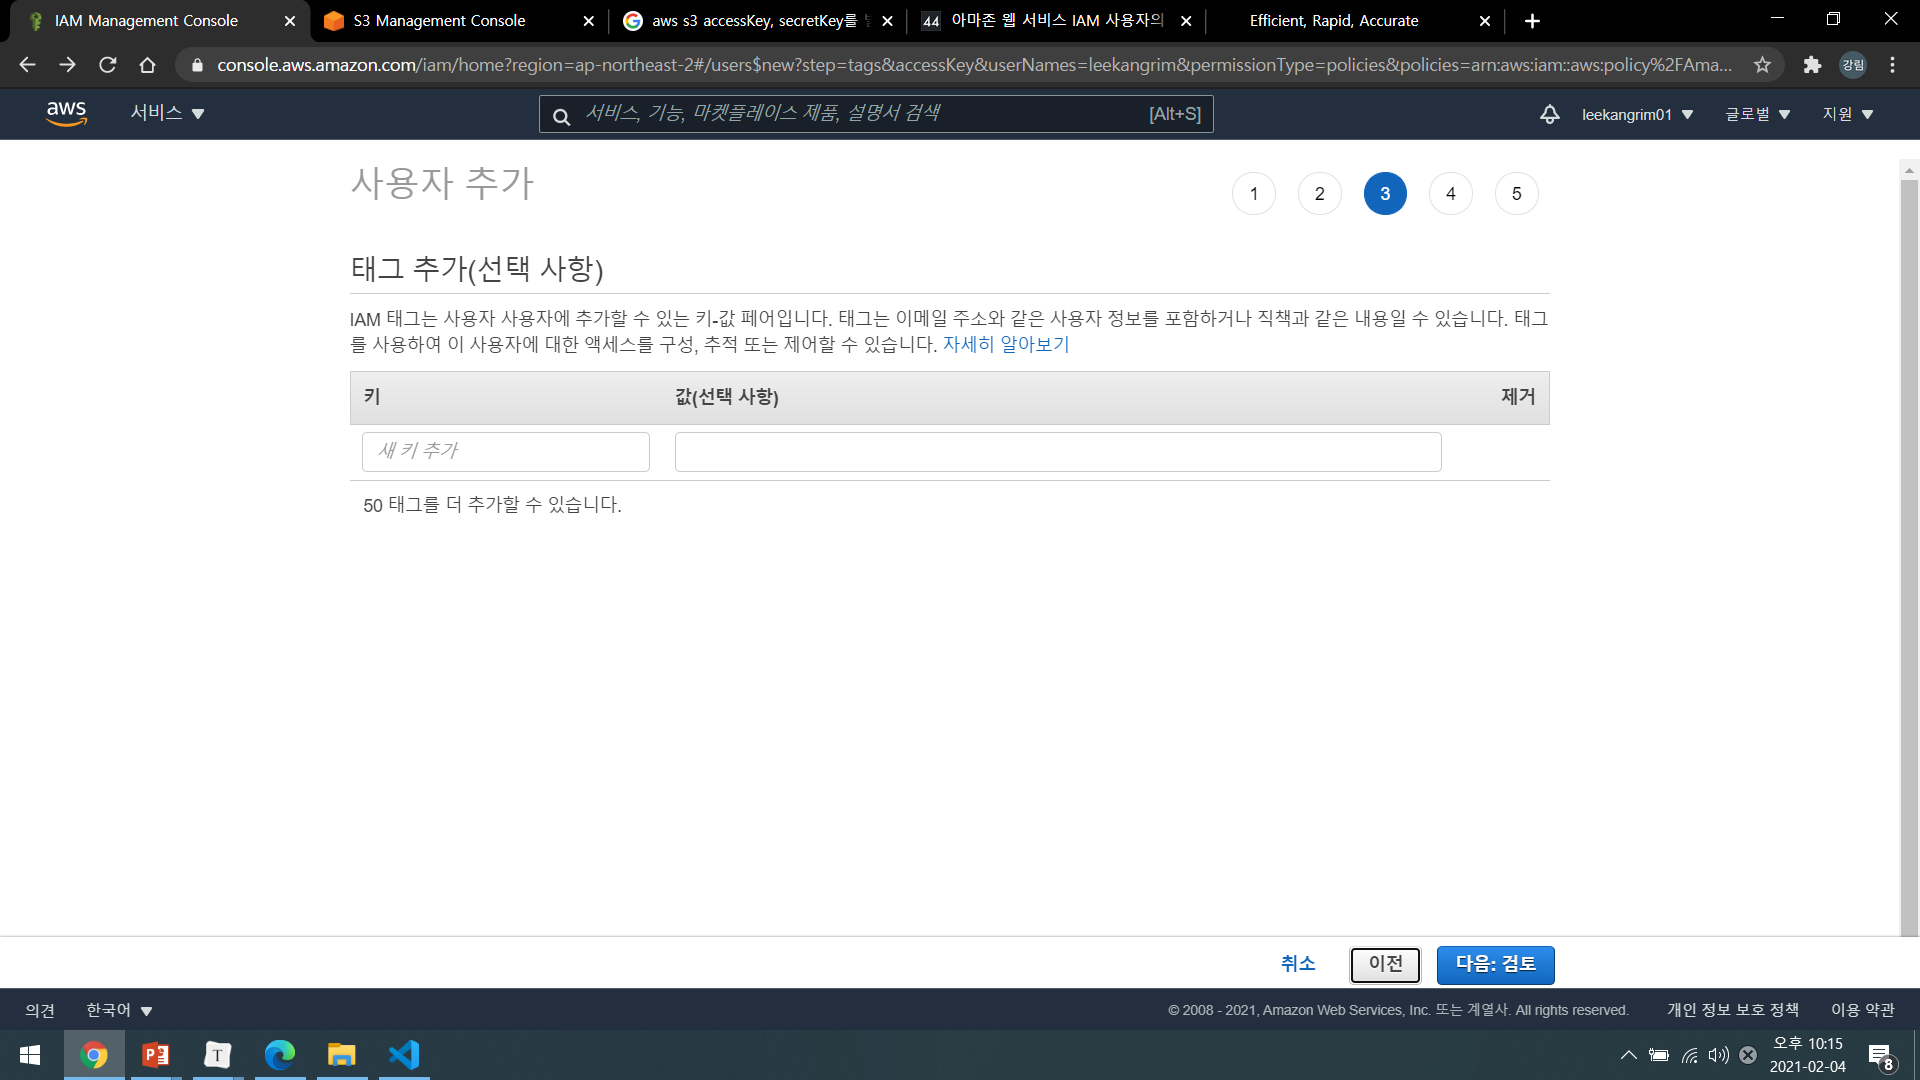 IAM Management Console
S3 Management Console
aws s3 accessKey, secretKey를
44 아마존 웹 서비스 IAM 사용자의
Efficient, Rapid, Accurate
console.aws.amazon.com/iam/home?region=ap-northeast-2#/users$new?step=tags&accessKey&userNames=leekangrim&permissionType=policies&policies=arn:aws:iam::aws:policy%2FAma...
강림
aws
서비스
서비스, 기능, 마켓플레이스 제품, 설명서 검색
[Alt+S]
leekangrim01
글로벌
지원
사용자 추가
1
2
3
4
5
태그 추가(선택 사항)
IAM 태그는 사용자 사용자에 추가할 수 있는 키-값 페어입니다. 태그는 이메일 주소와 같은 사용자 정보를 포함하거나 직책과 같은 내용일 수 있습니다. 태그
를 사용하여 이 사용자에 대한 액세스를 구성, 추적 또는 제어할 수 있습니다. 자세히 알아보기
키
값(선택 사항)
제거
새 키 추가
50 태그를 더 추가할 수 있습니다.
취소
이전
다음: 검토
의견
한국어
© 2008 - 2021, Amazon Web Services, Inc. 또는 계열사. All rights reserved.
개인 정보 보호 정책
이용 약관
오후 10:15
2021-02-04
8